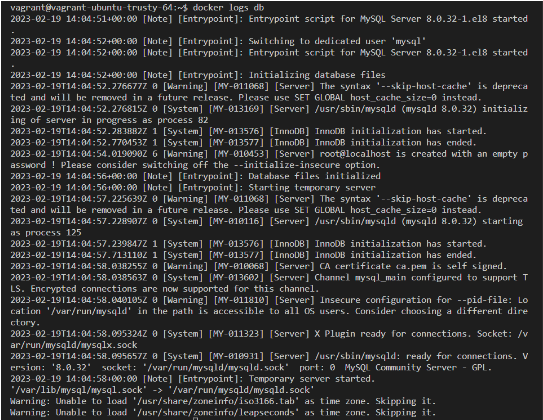 vagrant@vagrant-ubuntu-trusty-64:~$ docker logs db
2023-02-19 14:04:51+00:00 [Note] [Entrypoint]: Entrypoint script for MySQL Server 8.0.32-1.el8 started
.
2023-02-19 14:04:52+00:00 [Note] [Entrypoint]: Switching to dedicated user 'mysql'
2023-02-19 14:04:52+00:00 [Note] [Entrypoint]: Entrypoint script for MySQL Server 8.0.32-1.el8 started
.
2023-02-19 14:04:52+00:00 [Note] [Entrypoint]: Initializing database files
2023-02-19T14:04:52.276677Z 0 [Warning] [MY-011068] [Server] The syntax '--skip-host-cache' is depreca
ted and will be removed in a future release. Please use SET GLOBAL host_cache_size=0 instead.
2023-02-19T14:04:52.276815Z 0 [System] [MY-013169] [Server] /usr/sbin/mysqld (mysqld 8.0.32) initializ
ing of server in progress as process 82
2023-02-19T14:04:52.283882Z 1 [System] [MY-013576] [InnoDB] InnoDB initialization has started.
2023-02-19T14:04:52.770453Z 1 [System] [MY-013577] [InnoDB] InnoDB initialization has ended.
2023-02-19T14:04:54.019090Z 6 [Warning] [MY-010453] [Server] root@localhost is created with an empty p
assword ! Please consider switching off the --initialize-insecure option.
2023-02-19 14:04:56+00:00 [Note] [Entrypoint]: Database files initialized
2023-02-19 14:04:56+00:00 [Note] [Entrypoint]: Starting temporary server
2023-02-19T14:04:57.225639Z 0 [Warning] [MY-011068] [Server] The syntax '--skip-host-cache' is depreca
ted and will be removed in a future release. Please use SET GLOBAL host_cache_size=0 instead.
2023-02-19T14:04:57.228907Z 0 [System] [MY-010116] [Server] /usr/sbin/mysqld (mysqld 8.0.32) starting
as process 125
2023-02-19T14:04:57.239847Z 1 [System] [MY-013576] [InnoDB] InnoDB initialization has started.
2023-02-19T14:04:57.713110Z 1 [System] [MY-013577] [InnoDB] InnoDB initialization has ended.
2023-02-19T14:04:58.038255Z 0 [Warning] [MY-010068] [Server] CA certificate ca.pem is self signed.
2023-02-19T14:04:58.038563Z 0 [System] [MY-013602] [Server] Channel mysql_main configured to support T
LS. Encrypted connections are now supported for this channel.
2023-02-19T14:04:58.040105Z 0 [Warning] [MY-011810] [Server] Insecure configuration for --pid-file: Lo
cation '/var/run/mysqld' in the path is accessible to all OS users. Consider choosing a different dire
ctory.
2023-02-19T14:04:58.095324Z 0 [System] [MY-011323] [Server] X Plugin ready for connections. Socket: /v
ar/run/mysqld/mysqlx.sock
2023-02-19T14:04:58.095657Z 0 [System] [MY-010931] [Server] /usr/sbin/mysqld: ready for connections. V
ersion: '8.0.32'  socket: '/var/run/mysqld/mysqld.sock'  port: 0  MySQL Community Server - GPL.
2023-02-19 14:04:58+00:00 [Note] [Entrypoint]: Temporary server started.
'/var/lib/mysql/mysql.sock' -> '/var/run/mysqld/mysqld.sock'
Warning: Unable to load '/usr/share/zoneinfo/iso3166.tab' as time zone. Skipping it.
Warning: Unable to load '/usr/share/zoneinfo/leapseconds' as time zone. Skipping it.